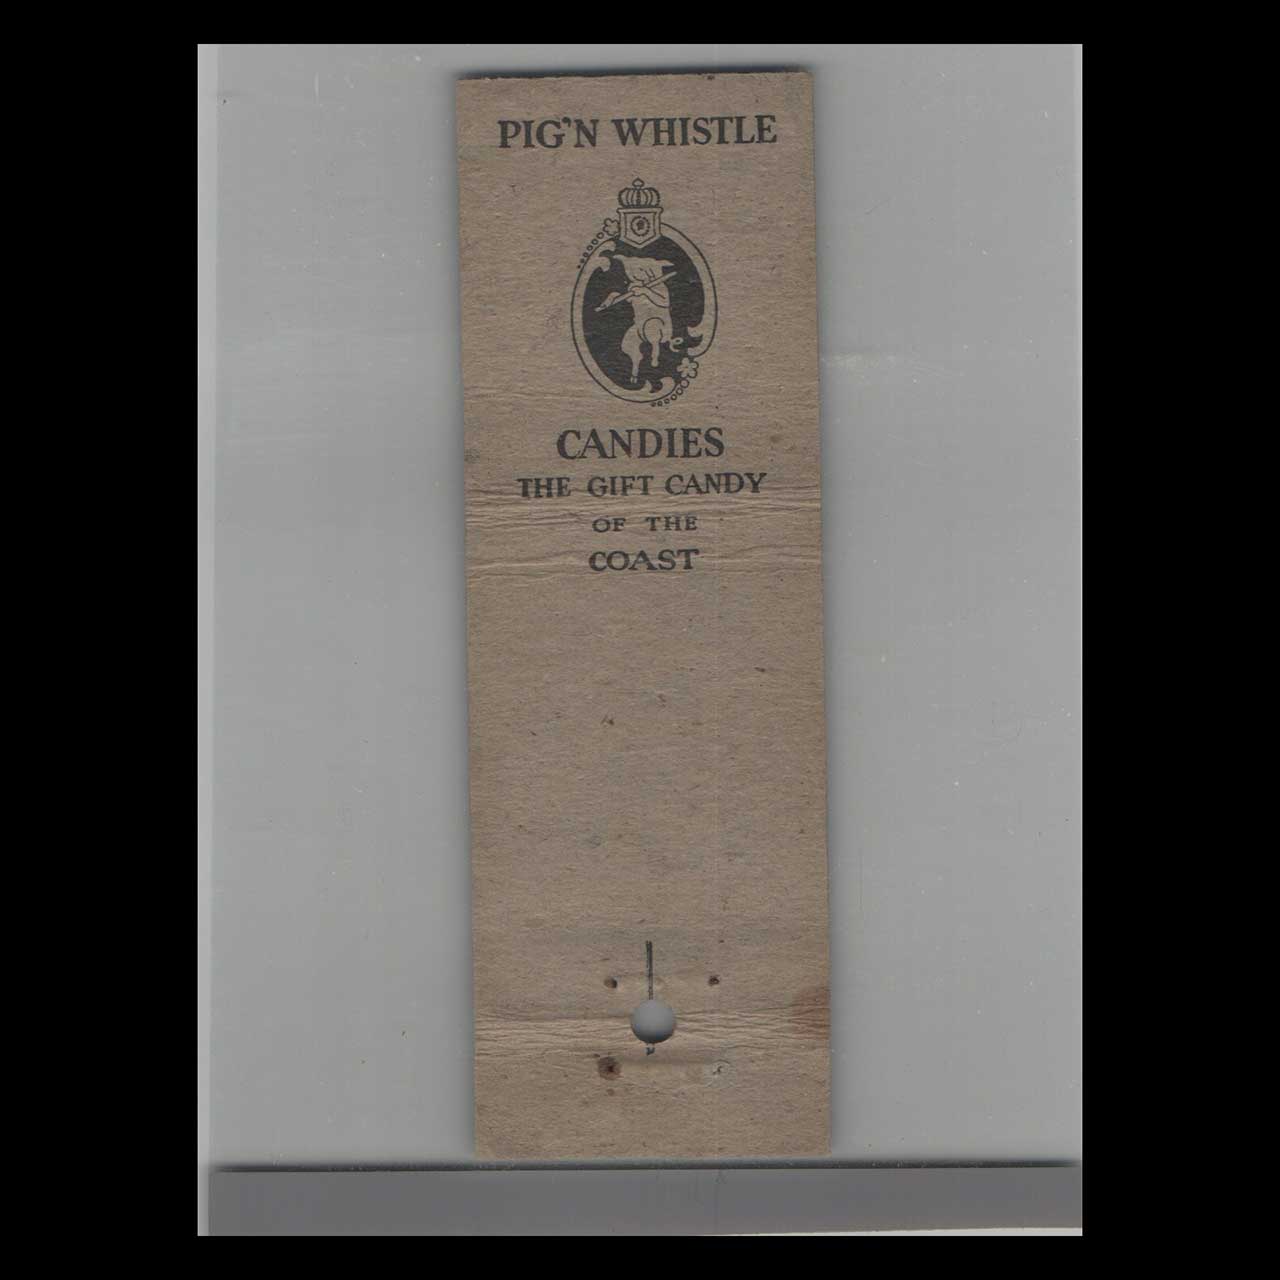 PIG'N WHISTLE
CANDIES
THE GIFT CANDY
OF THE
COAST